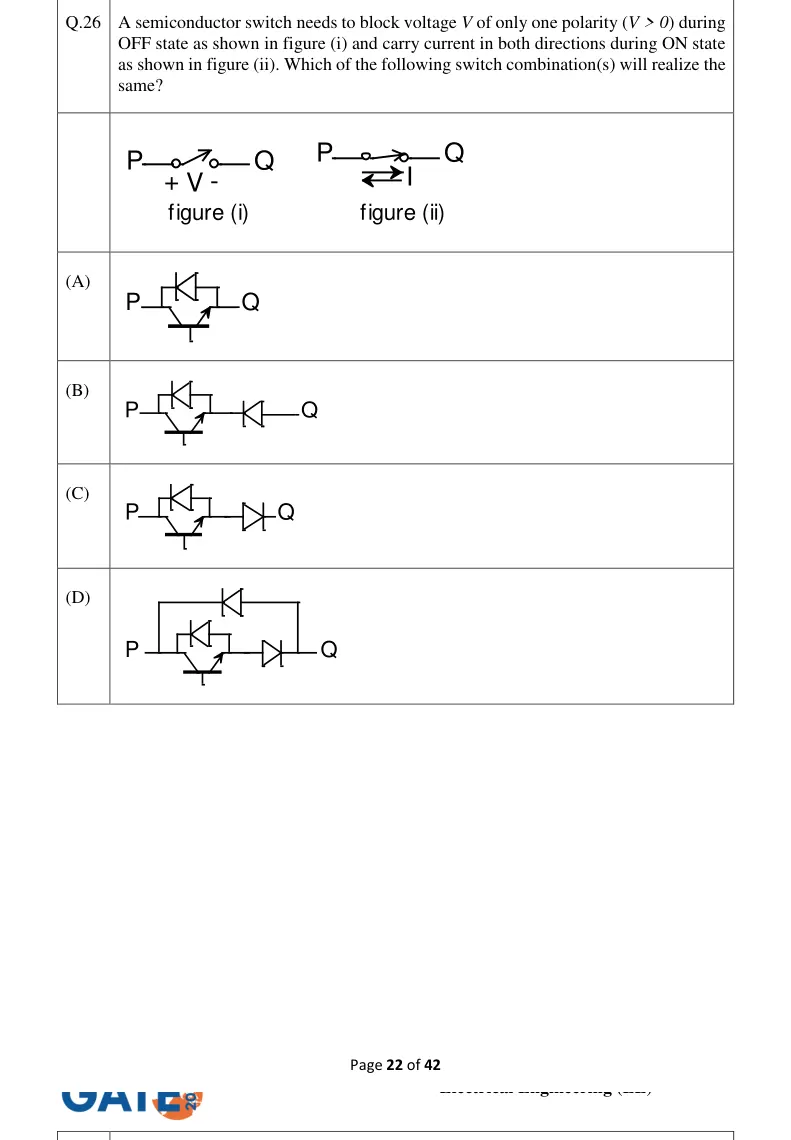 Q.26 A semiconductor switch needs to block voltage V of only one polarity (V > 0) during
OFF state as shown in figure (i) and carry current in both directions during ON state
as shown in figure (ii). Which of the following switch combination(s) will realize the
same?
P Q P Q
+ V - I
figure (i) figure (ii)
(A)
P Q
(B)
P Q
(C)
P Q
(D)
P Q
Page 22 of 42
GATE 20